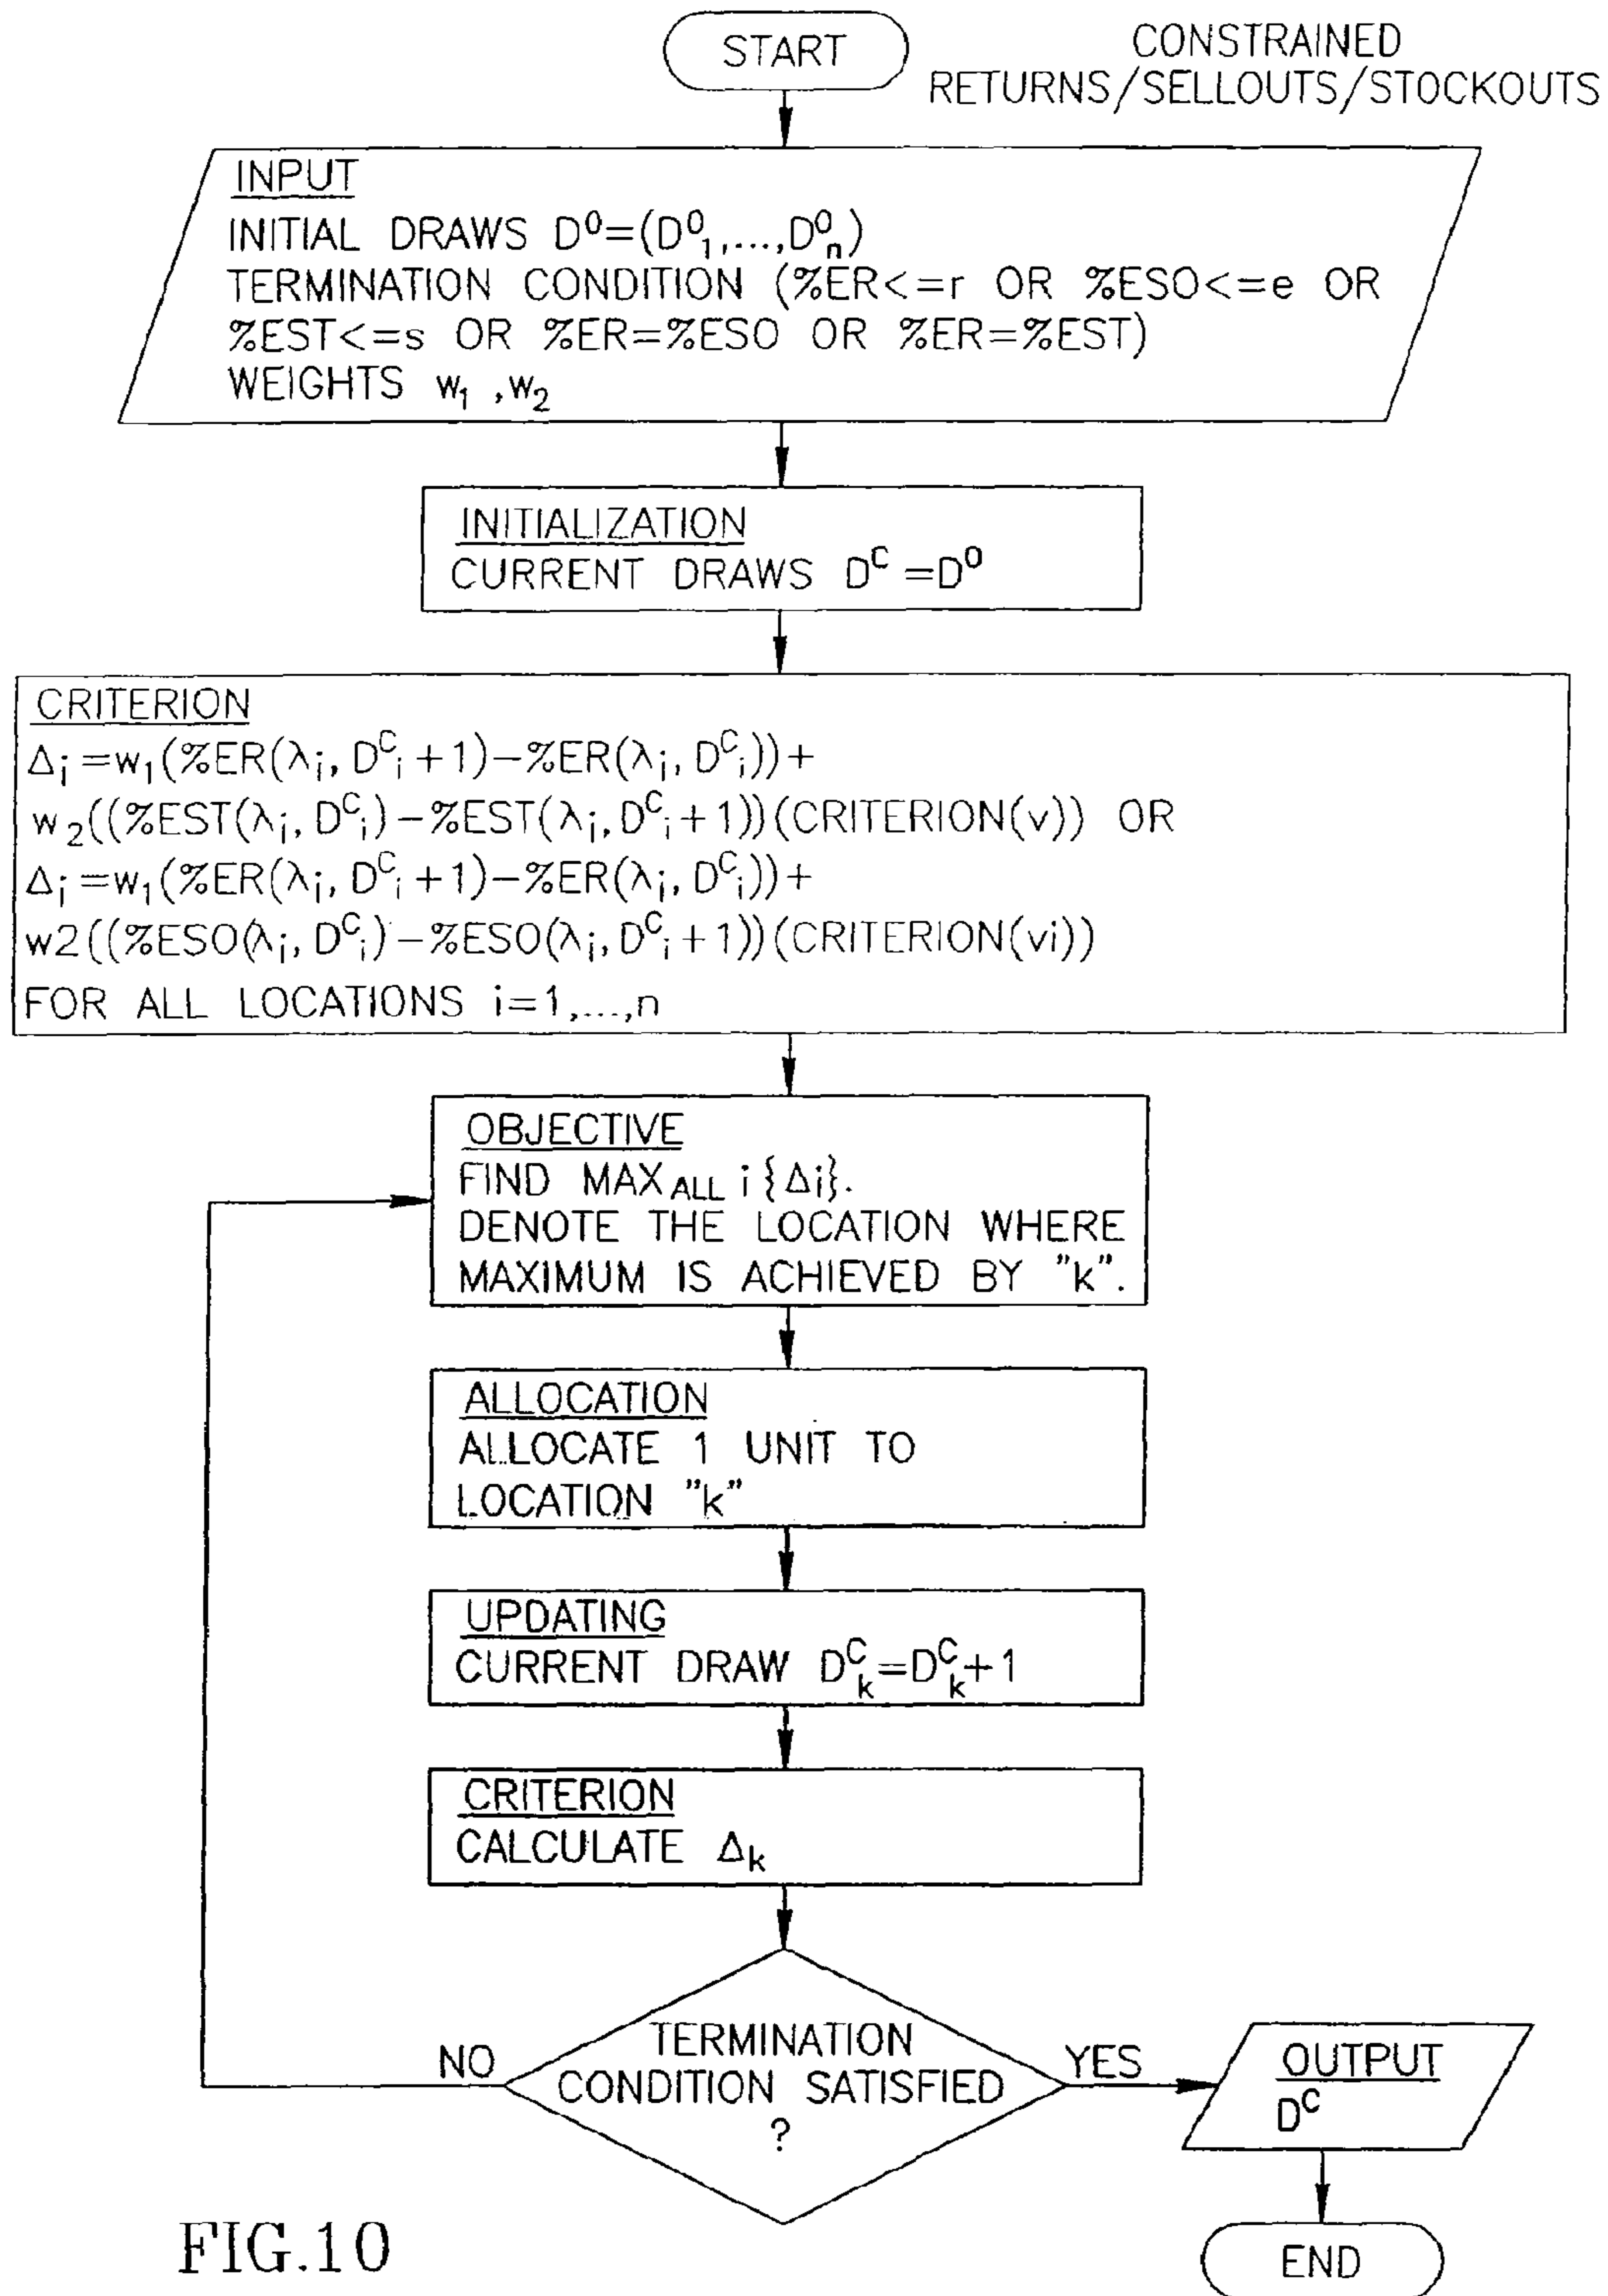 START
CONSTRAINED
RETURNS/SELLOUTS/STOCKOUTS
INPUT
INITIAL DRAWS D⁰=(D⁰₁,...,D⁰ₙ)
TERMINATION CONDITION (%ER<=r OR %ESO<=e OR
%EST<=s OR %ER=%ESO OR %ER=%EST)
WEIGHTS w₁ ,w₂
INITIALIZATION
CURRENT DRAWS Dᶜ=D⁰
CRITERION
Δᵢ=w₁(%ER(λᵢ, Dᶜᵢ+1)-%ER(λᵢ, Dᶜᵢ))+
w₂((%EST(λᵢ, Dᶜᵢ)-%EST(λᵢ, Dᶜᵢ+1))(CRITERION(v)) OR
Δᵢ=w₁(%ER(λᵢ, Dᶜᵢ+1)-%ER(λᵢ, Dᶜᵢ))+
w2((%ESO(λᵢ, Dᶜᵢ)-%ESO(λᵢ, Dᶜᵢ+1))(CRITERION(vi))
FOR ALL LOCATIONS i=1,...,n
OBJECTIVE
FIND MAX ALL i{Δi}.
DENOTE THE LOCATION WHERE
MAXIMUM IS ACHIEVED BY "k".
ALLOCATION
ALLOCATE 1 UNIT TO
LOCATION "k"
UPDATING
CURRENT DRAW Dᶜₖ=Dᶜₖ+1
CRITERION
CALCULATE Δₖ
TERMINATION
CONDITION SATISFIED
?
NO
YES
OUTPUT
Dᶜ
END
FIG.10